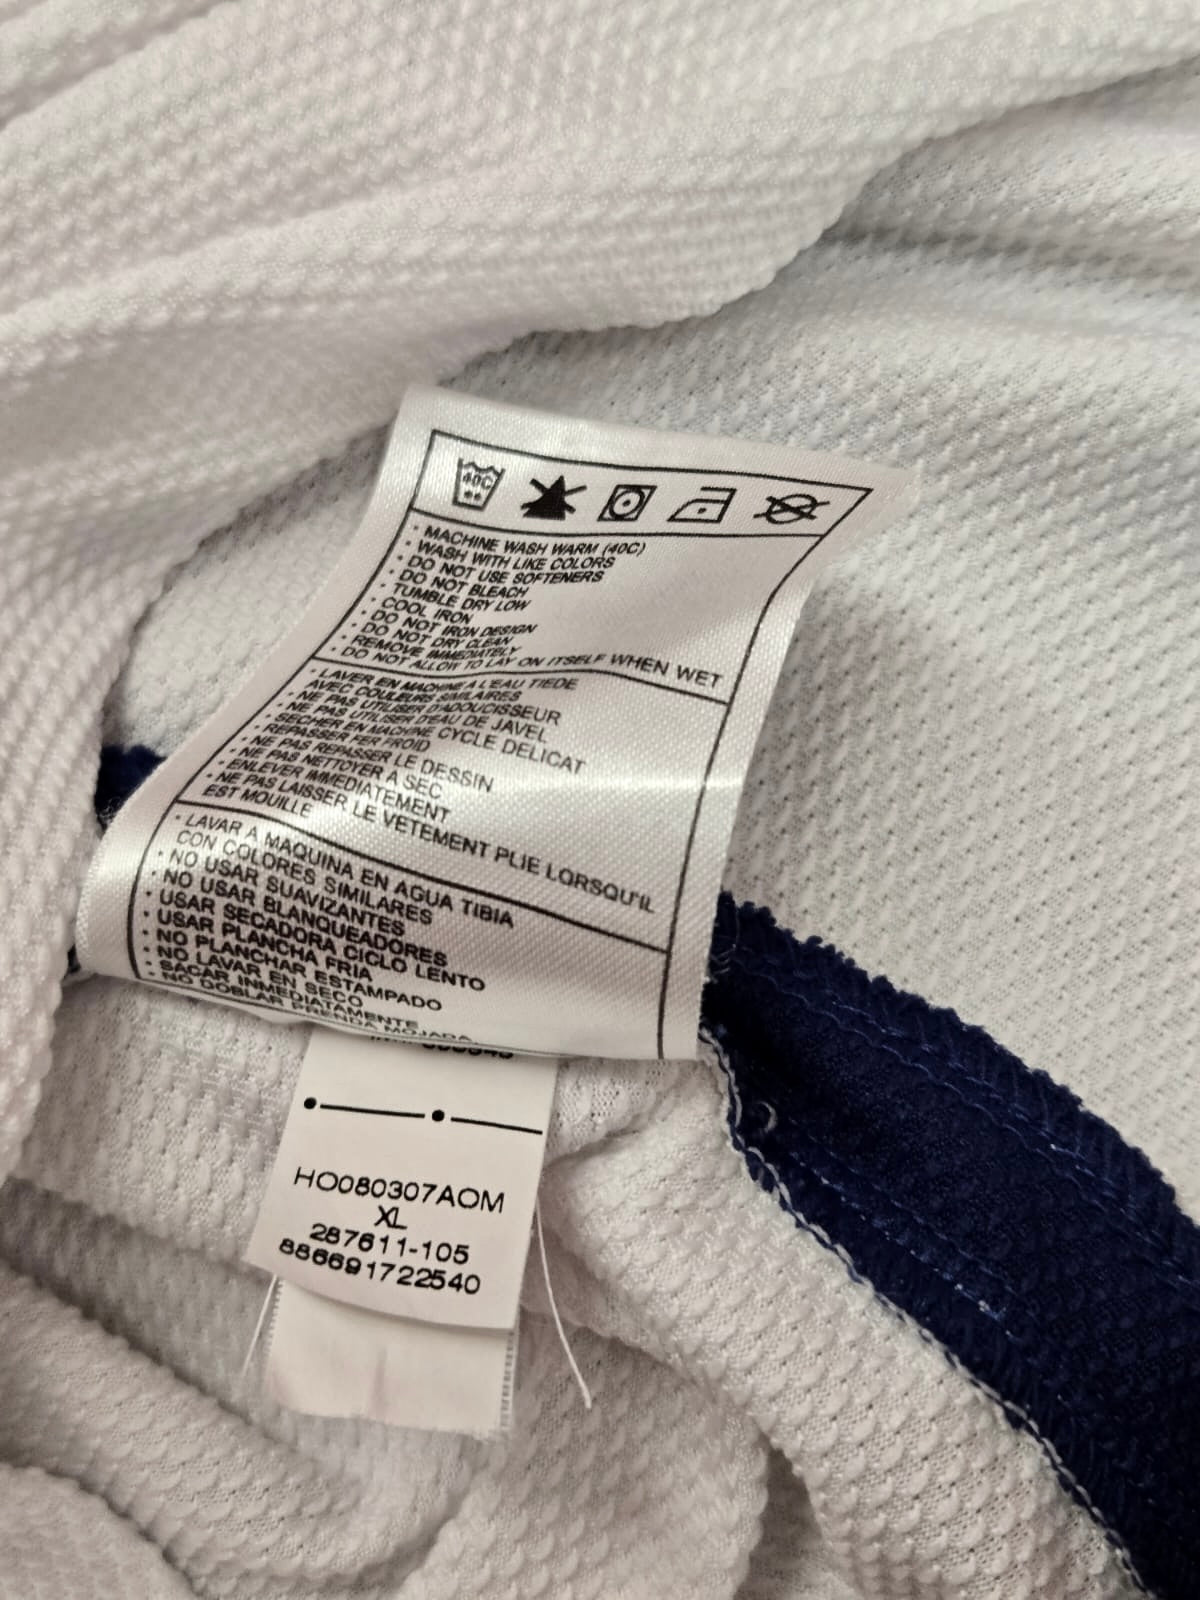 40C
· MACHINE WASH WARM (40C)
· WASH WITH LIKE COLORS
· DO NOT USE SOFTENERS
· DO NOT BLEACH
· TUMBLE DRY LOW
· COOL IRON
· DO NOT IRON DESIGN
· DO NOT DRY CLEAN
· REMOVE IMMEDIATELY
· DO NOT ALLOW TO LAY ON ITSELF WHEN WET
· LAVER EN MACHINE A L'EAU TIEDE
AVEC COULEURS SIMILAIRES
· NE PAS UTILISER D'ADOUCISSEUR
· NE PAS UTILISER D'EAU DE JAVEL
· SECHER EN MACHINE CYCLE DELICAT
· REPASSER FER FROID
· NE PAS REPASSER LE DESSIN
· NE PAS NETTOYER A SEC
· ENLEVER IMMEDIATEMENT
· NE PAS LAISSER LE VETEMENT PLIE LORSQU'IL
EST MOUILLE
· LAVAR A MAQUINA EN AGUA TIBIA
CON COLORES SIMILARES
· NO USAR SUAVIZANTES
· NO USAR BLANQUEADORES
· USAR SECADORA CICLO LENTO
· USAR PLANCHA FRIA
· NO PLANCHAR ESTAMPADO
· NO LAVAR EN SECO
· SACAR INMEDIATAMENTE
· NO DOBLAR PRENDA MOJADA
HO080307AOM
XL
287611-105
886691722540